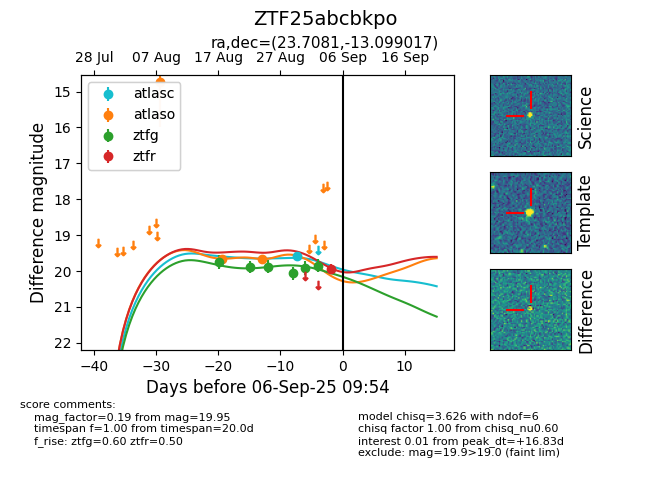 ZTF25abcbkpo
ra,dec=(23.7081,-13.099017)
28 Jul 07 Aug 17 Aug 27 Aug 06 Sep 16 Sep
atlasc
atlaso
ztfg
ztfr
15
16
17
18
19
20
21
22
Difference magnitude
−40 −30 −20 −10 0 10
Days before 06-Sep-25 09:54
Science
Template
Difference
score comments:
mag_factor=0.19 from mag=19.95
timespan f=1.00 from timespan=20.0d
f_rise: ztfg=0.60 ztfr=0.50
model chisq=3.626 with ndof=6
chisq factor 1.00 from chisq_nu0.60
interest 0.01 from peak_dt=+16.83d
exclude: mag=19.9>19.0 (faint lim)